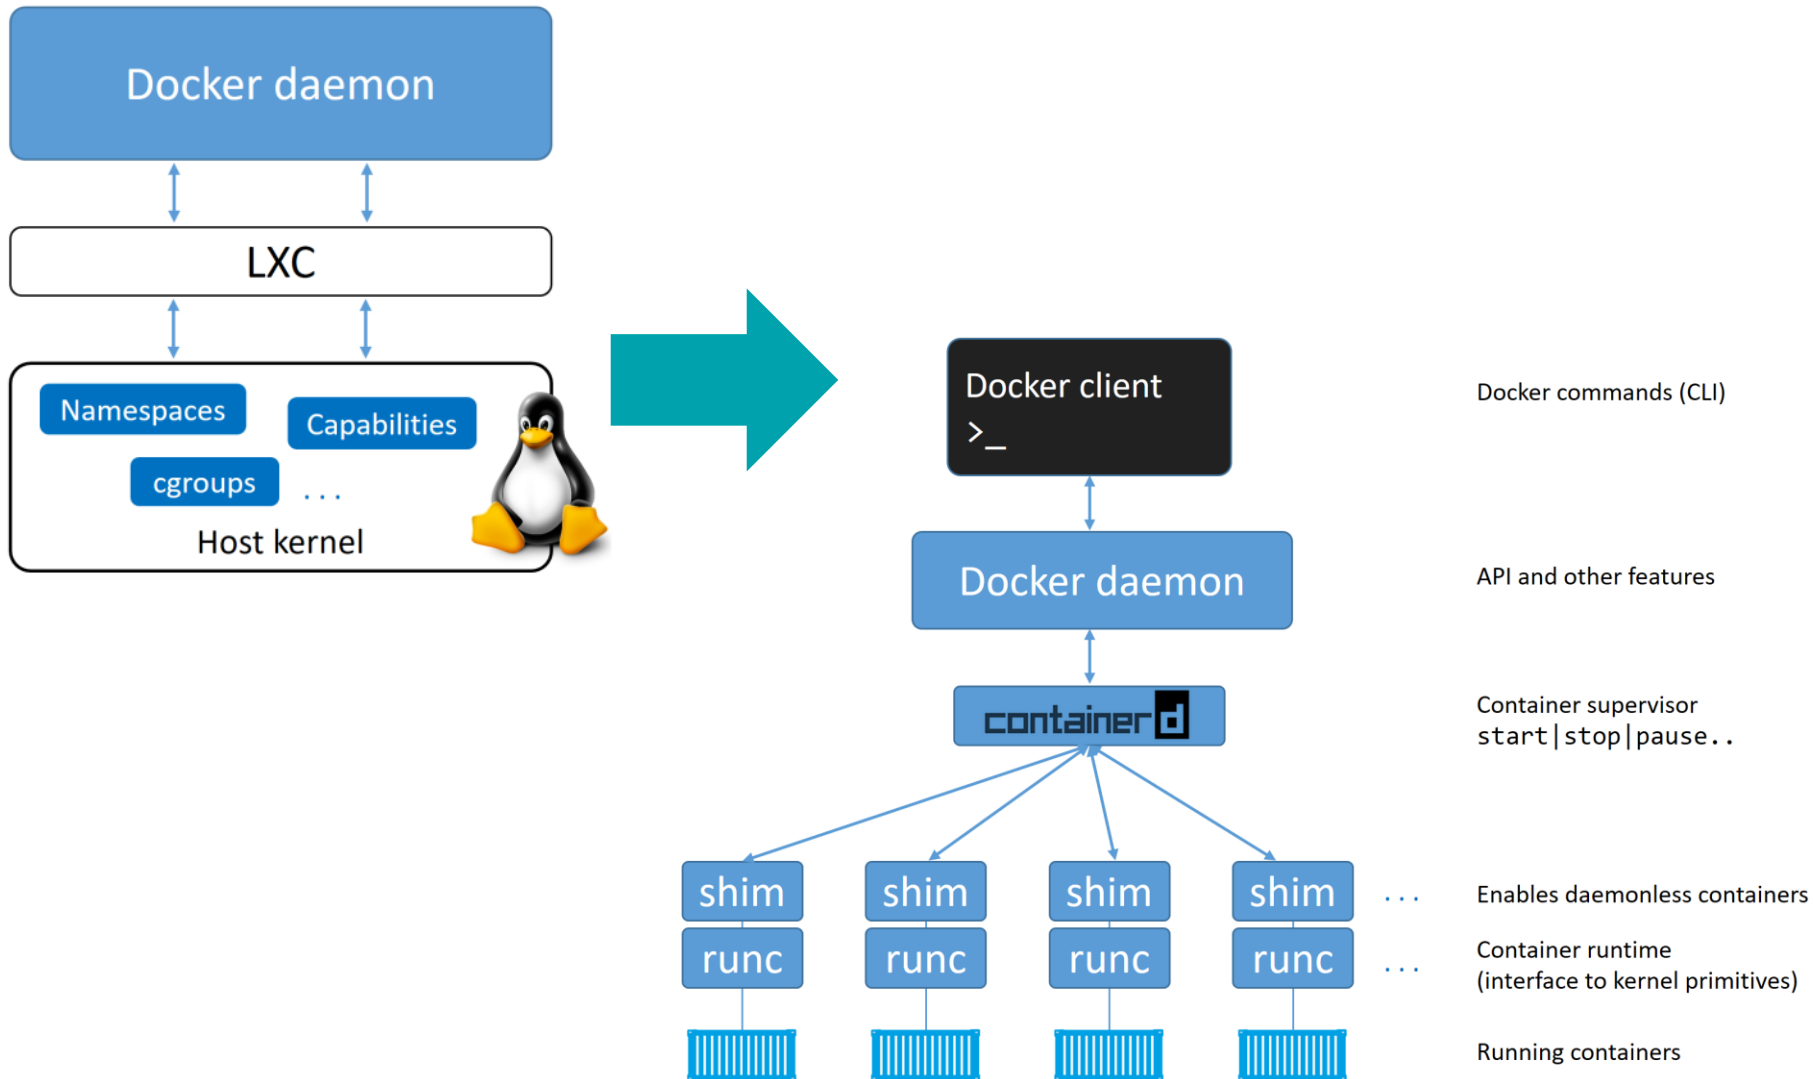 Docker daemon
LXC
Namespaces
Capabilities
cgroups
...
Host kernel
Docker client
>_
Docker commands (CLI)
Docker daemon
API and other features
containerd
Container supervisor
start|stop|pause..
shim shim shim shim ...
Enables daemonless containers
runc runc runc runc ...
Container runtime
(interface to kernel primitives)
Running containers